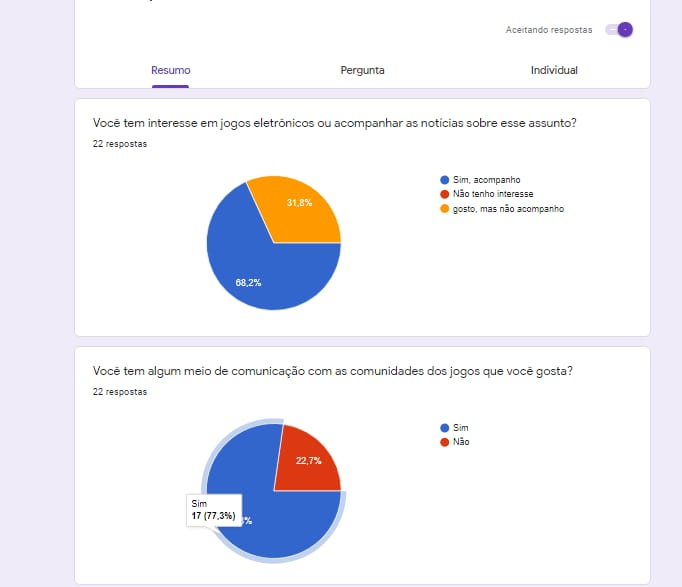 Aceitando respostas
Resumo
Pergunta
Individual
Você tem interesse em jogos eletrônicos ou acompanhar as notícias sobre esse assunto?
22 respostas
Sim, acompanho
Não tenho interesse
gosto, mas não acompanho
31,8%
68,2%
Você tem algum meio de comunicação com as comunidades dos jogos que você gosta?
22 respostas
Sim
Não
22,7%
Sim
17 (77,3%)
%